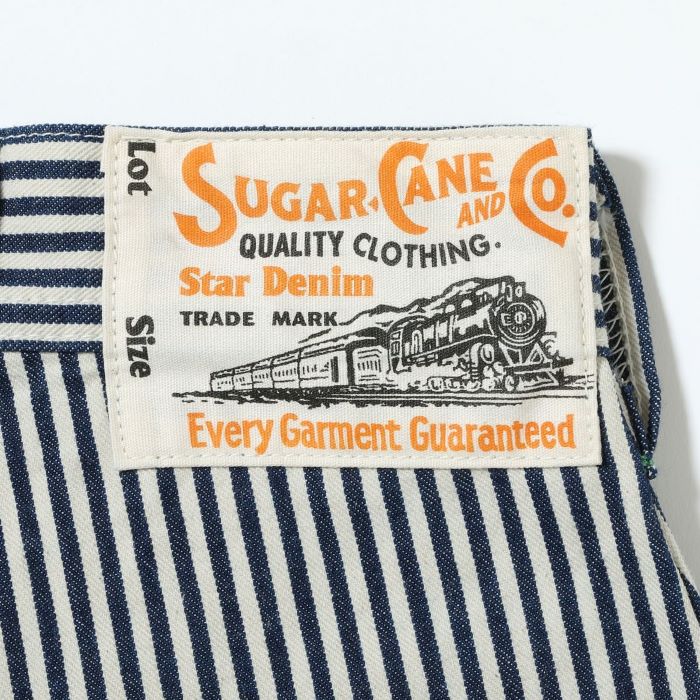 Lot
Size
SUGAR CANE AND CO.
QUALITY CLOTHING.
Star Denim
TRADE MARK
Every Garment Guaranteed